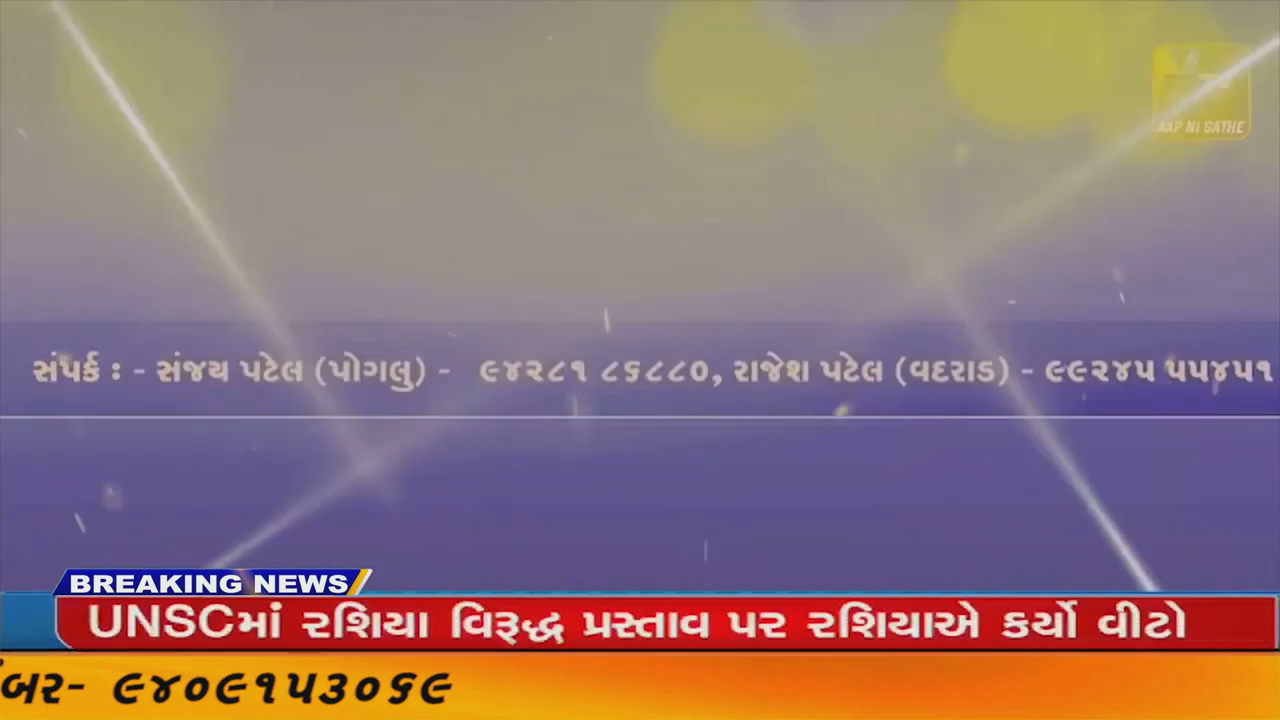 AAP NI SATHE
સંપર્ક : - સંજય પટેલ (પોગલુ) - ૯૪૨૮૧ ૮૬૮૮૦, રાજેશ પટેલ (વદરાડ) - ૯૯૨૪૫ ૫૫૪૫૧
BREAKING NEWS
UNSCમાં રશિયા વિરૂદ્ધ પ્રસ્તાવ પર રશિયાએ કર્યો વીટો
બર- ૯૪૦૯૧૫૩૦૬૯